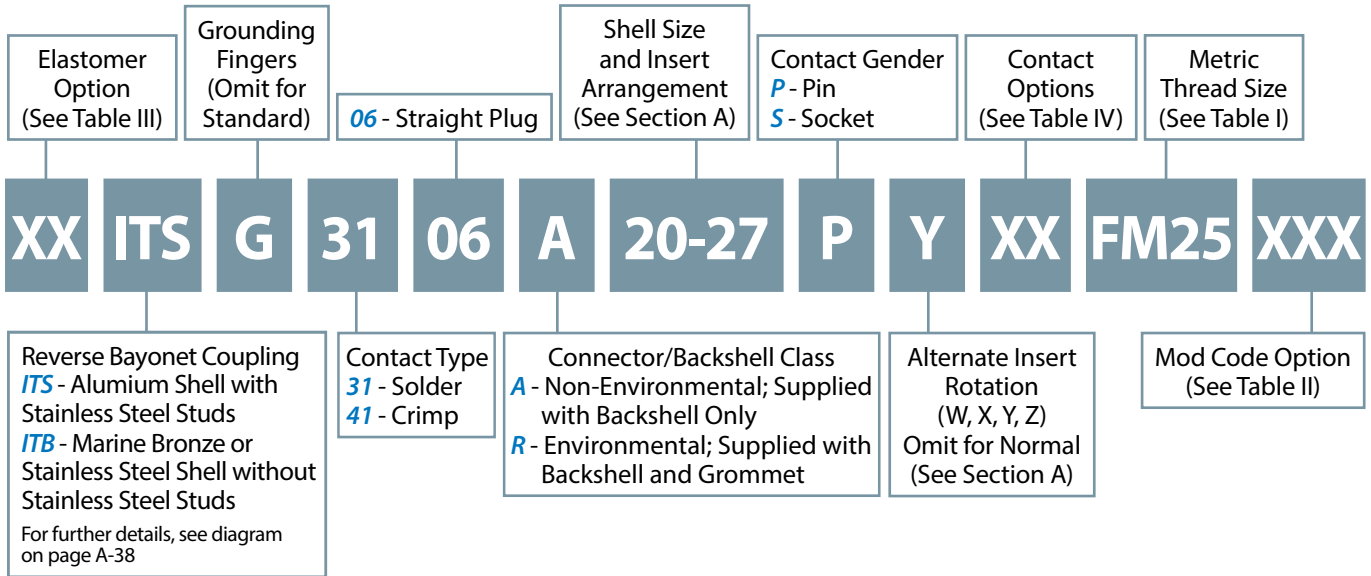 Elastomer
Option
(See Table III)
Grounding
Fingers
(Omit for
Standard)
06 - Straight Plug
Shell Size
and Insert
Arrangement
(See Section A)
Contact Gender
P - Pin
S - Socket
Contact
Options
(See Table IV)
Metric
Thread Size
(See Table I)
XX ITS G 31 06 A 20-27 P Y XX FM25 XXX
Reverse Bayonet Coupling
ITS - Alumium Shell with
Stainless Steel Studs
ITB - Marine Bronze or
Stainless Steel Shell without
Stainless Steel Studs
For further details, see diagram
on page A-38
Contact Type
31 - Solder
41 - Crimp
Connector/Backshell Class
A - Non-Environmental; Supplied
with Backshell Only
R - Environmental; Supplied with
Backshell and Grommet
Alternate Insert
Rotation
(W, X, Y, Z)
Omit for Normal
(See Section A)
Mod Code Option
(See Table II)